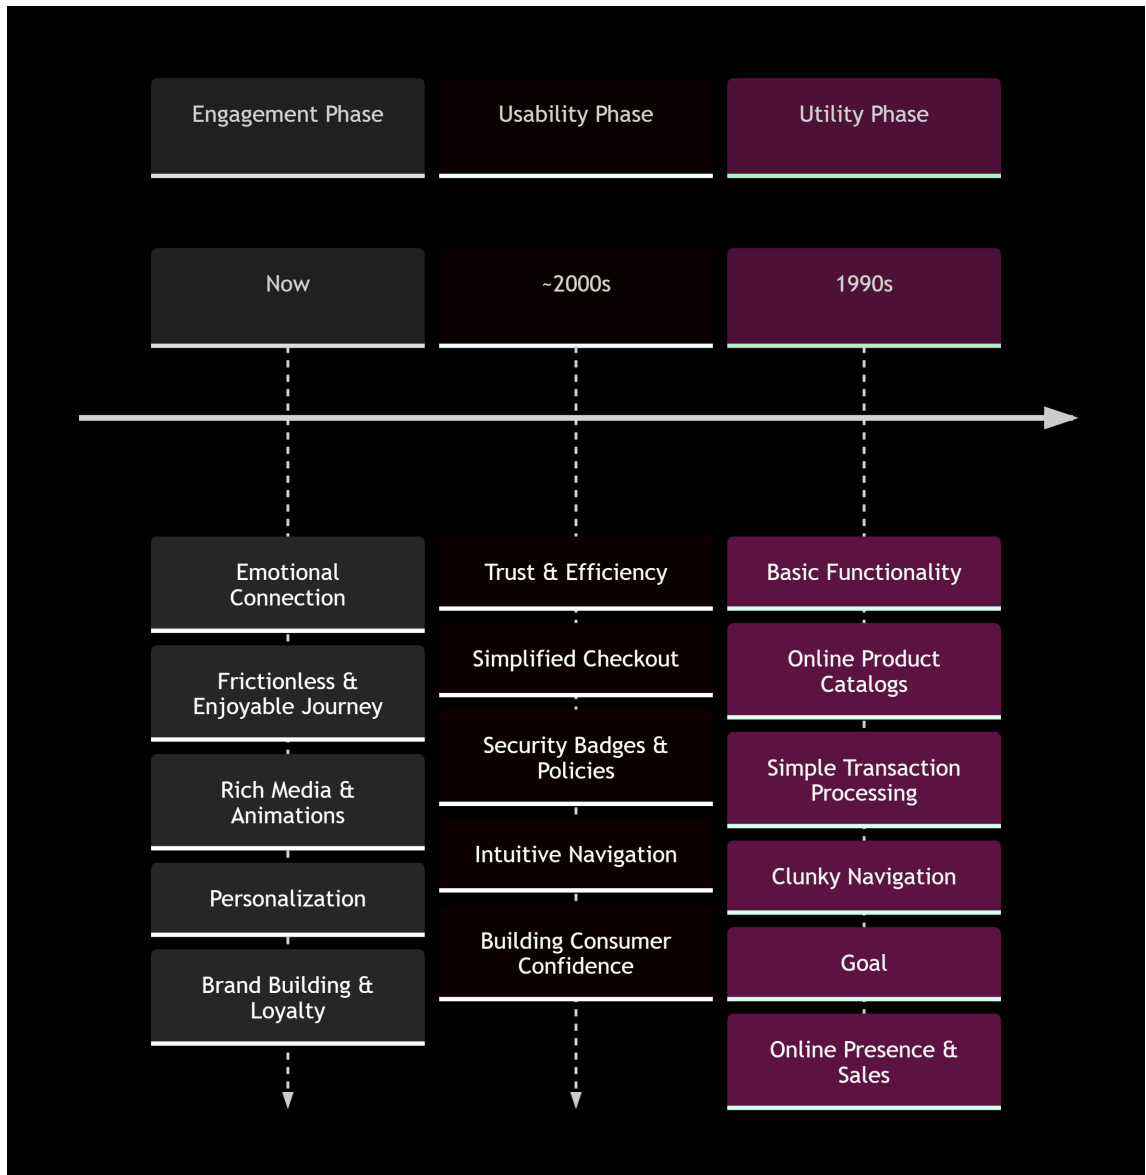 Engagement Phase
Usability Phase
Utility Phase
Now
~2000s
1990s
Emotional
Connection
Frictionless &
Enjoyable Journey
Rich Media &
Animations
Personalization
Brand Building &
Loyalty
Trust & Efficiency
Simplified Checkout
Security Badges &
Policies
Intuitive Navigation
Building Consumer
Confidence
Basic Functionality
Online Product
Catalogs
Simple Transaction
Processing
Clunky Navigation
Goal
Online Presence &
Sales